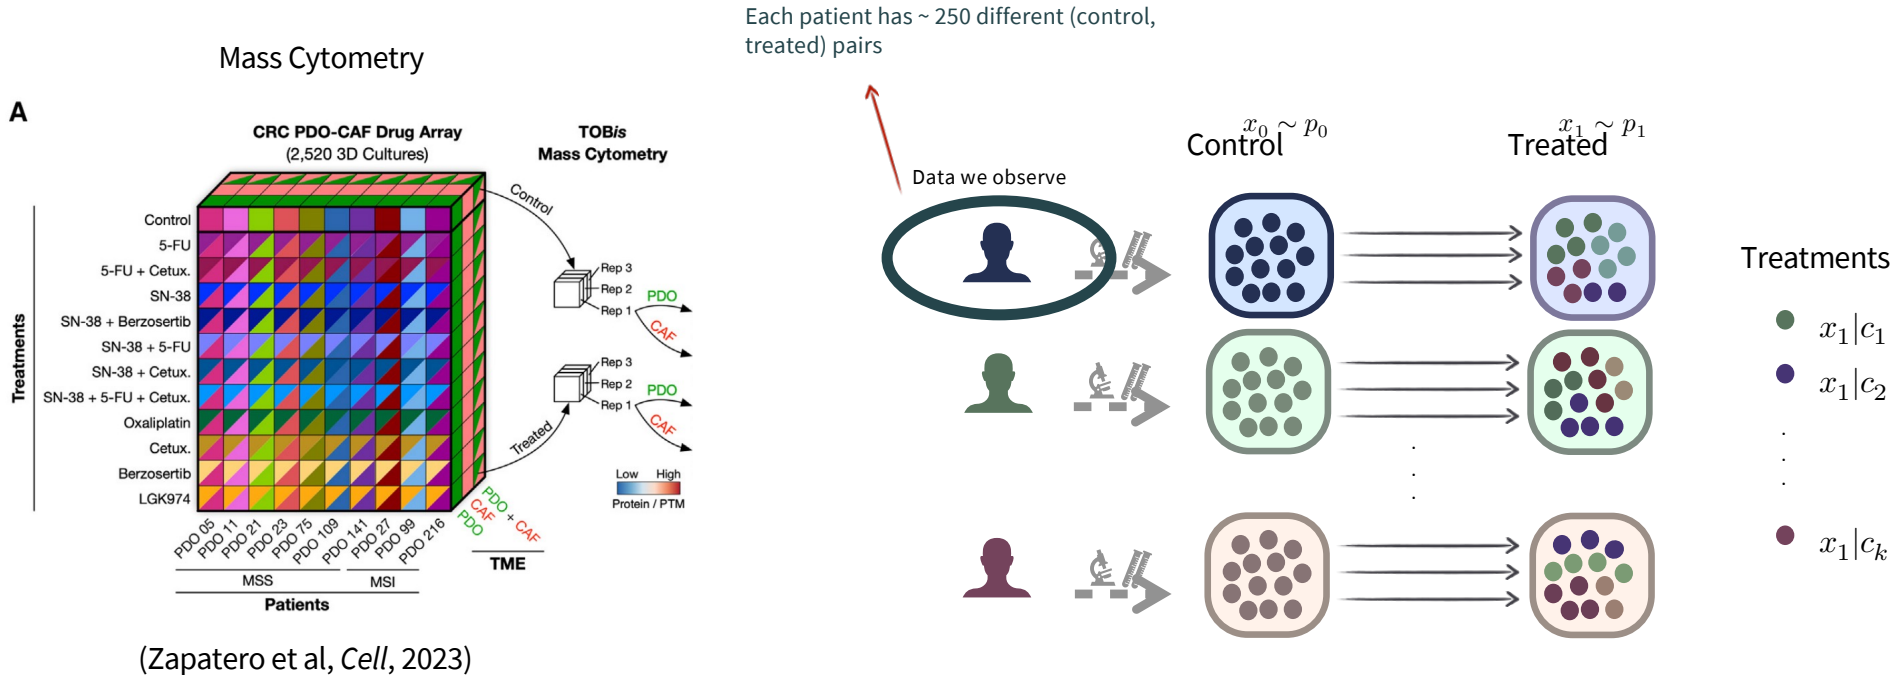 Mass Cytometry
A
CRC PDO-CAF Drug Array
(2,520 3D Cultures)
TOBis
Mass Cytometry
Treatments
Control
5-FU
5-FU + Cetux.
SN-38
SN-38 + Berzosertib
SN-38 + 5-FU
SN-38 + Cetux.
SN-38 + 5-FU + Cetux.
Oxaliplatin
Cetux.
Berzosertib
LGK974
PDO 05
PDO 11
PDO 21
PDO 23
PDO 75
PDO 109
PDO 141
PDO 27
PDO 99
PDO 216
MSS
MSI
Patients
PDO
CAF
PDO + CAF
TME
Control
Rep 3
Rep 2
Rep 1
PDO
CAF
Treated
Rep 3
Rep 2
Rep 1
PDO
CAF
Low High
Protein / PTM
(Zapatero et al, Cell, 2023)
Each patient has ~ 250 different (control,
treated) pairs
Data we observe
x₀ ~ p₀
Control
x₁ ~ p₁
Treated
Treatments
x₁|c₁
x₁|c₂
x₁|cₖ